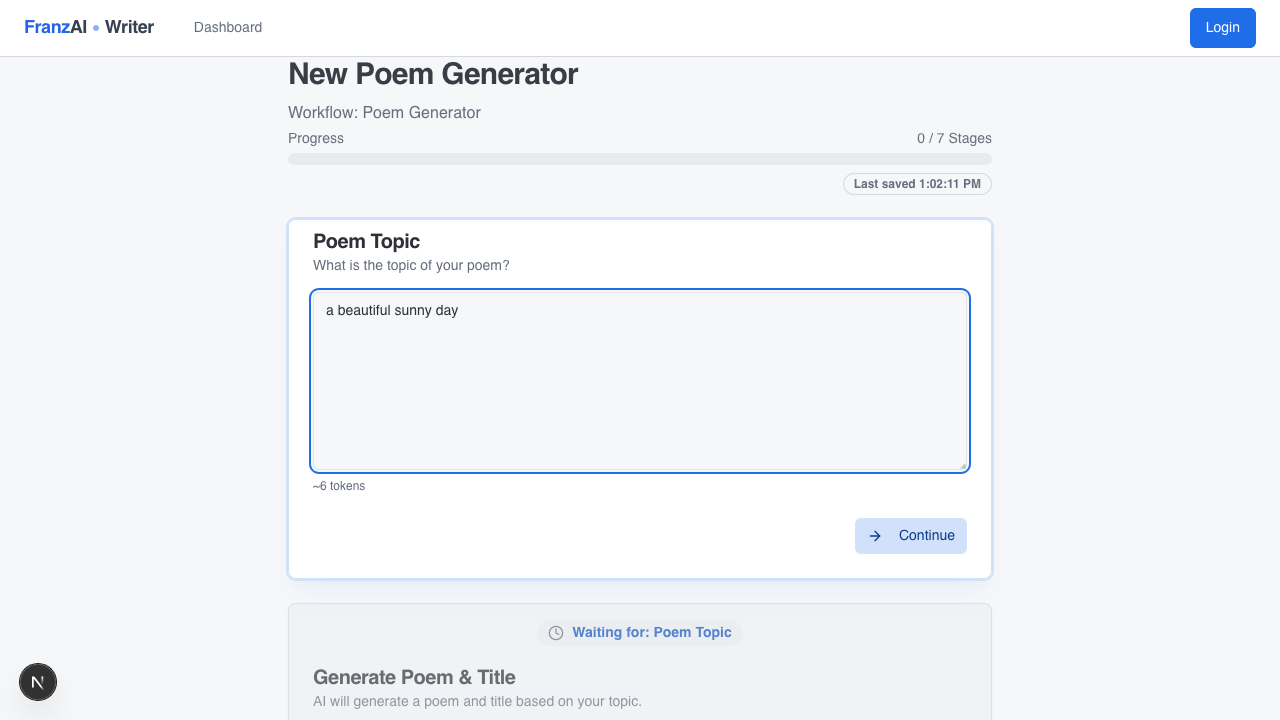 FranzAI • Writer
Dashboard
Login
New Poem Generator
Workflow: Poem Generator
Progress
0 / 7 Stages
Last saved 1:02:11 PM
Poem Topic
What is the topic of your poem?
a beautiful sunny day
~6 tokens
Continue
Waiting for: Poem Topic
Generate Poem & Title
AI will generate a poem and title based on your topic.
N